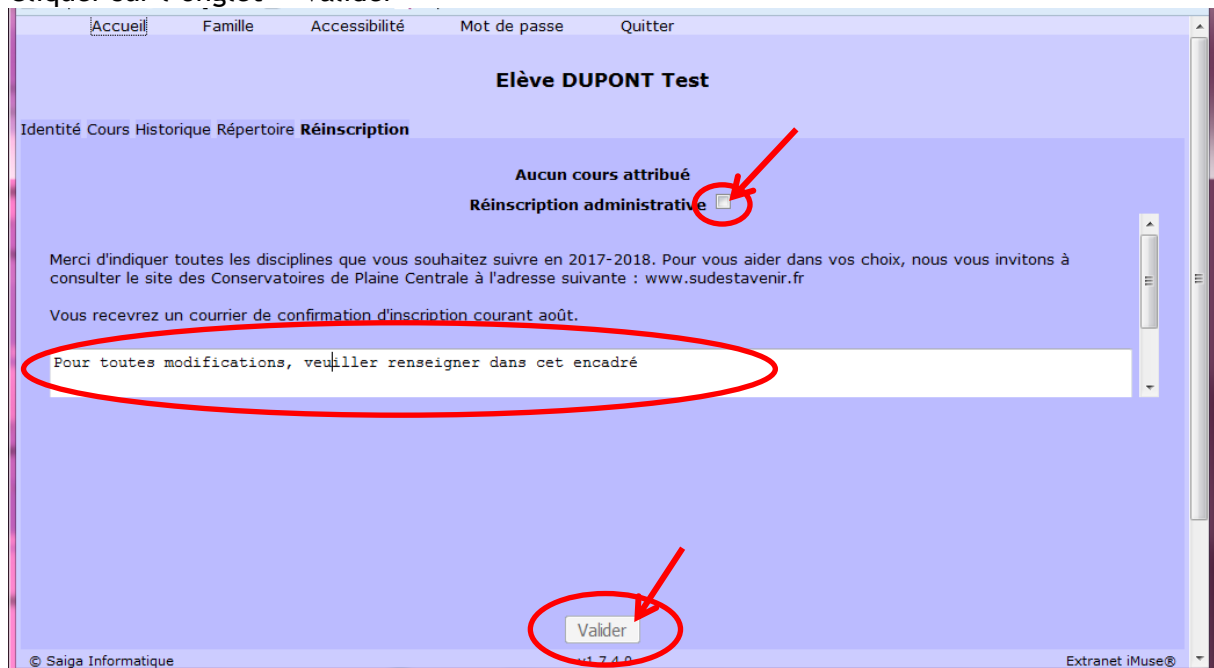 Accueil Famille Accessibilité Mot de passe Quitter
Elève DUPONT Test
Identité Cours Historique Répertoire Réinscription
Aucun cours attribué
Réinscription administrative
Merci d'indiquer toutes les disciplines que vous souhaitez suivre en 2017-2018. Pour vous aider dans vos choix, nous vous invitons à
consulter le site des Conservatoires de Plaine Centrale à l'adresse suivante : www.sudestavenir.fr
Vous recevrez un courrier de confirmation d'inscription courant août.
Pour toutes modifications, veuiller renseigner dans cet encadré
Valider
© Saiga Informatique v1.7.4.0 Extranet iMuse®